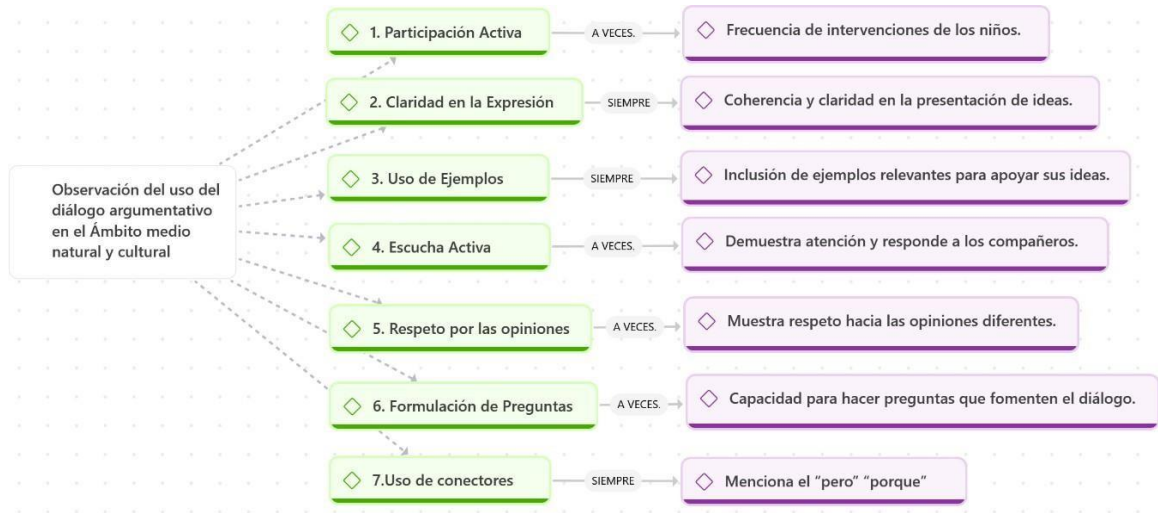 Observación del uso del
diálogo argumentativo
en el Ámbito medio
natural y cultural
1. Participación Activa
A VECES.
Frecuencia de intervenciones de los niños.
2. Claridad en la Expresión
SIEMPRE
Coherencia y claridad en la presentación de ideas.
3. Uso de Ejemplos
SIEMPRE
Inclusión de ejemplos relevantes para apoyar sus ideas.
4. Escucha Activa
A VECES.
Demuestra atención y responde a los compañeros.
5. Respeto por las opiniones
A VECES.
Muestra respeto hacia las opiniones diferentes.
6. Formulación de Preguntas
A VECES.
Capacidad para hacer preguntas que fomenten el diálogo.
7.Uso de conectores
SIEMPRE
Menciona el “pero” “porque”